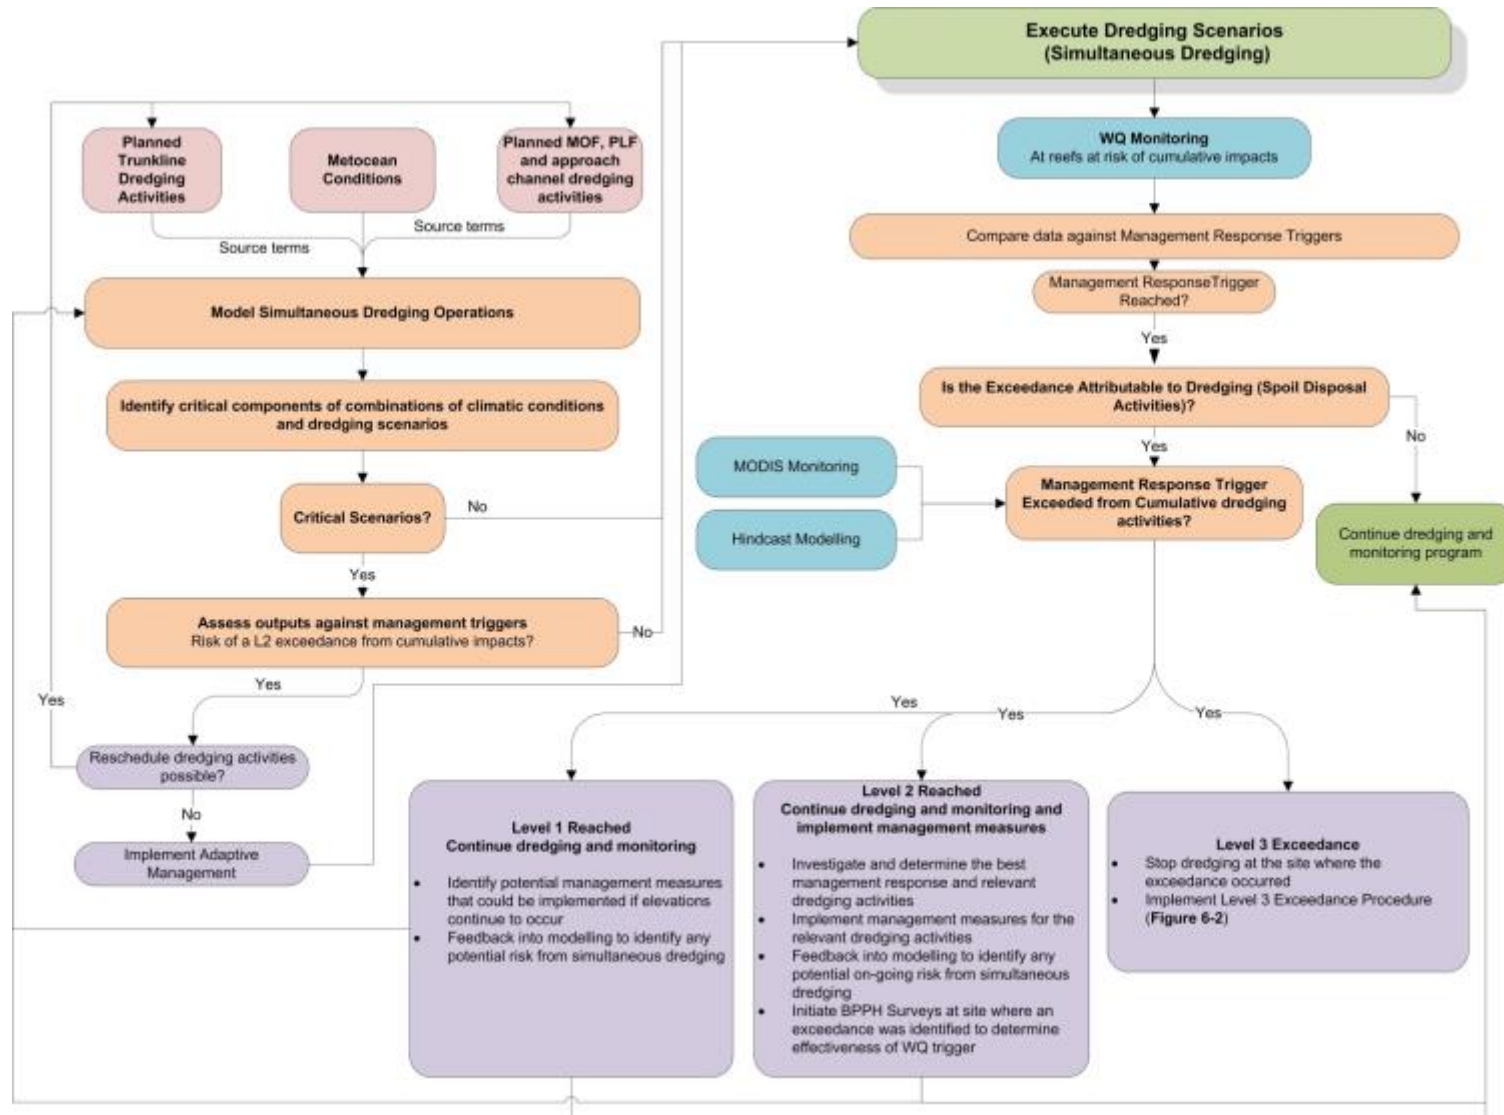 Execute Dredging Scenarios
(Simultaneous Dredging)
Planned
Trunkline
Dredging
Activities
Metocean
Conditions
Planned MOF, PLF
and approach
channel dredging
activities
Source terms
Source terms
Model Simultaneous Dredging Operations
Identify critical components of combinations of climatic conditions
and dredging scenarios
Critical Scenarios?
No
Yes
Assess outputs against management triggers
Risk of a L2 exceedance from cumulative impacts?
No
Yes
Yes
Reschedule dredging activities
possible?
No
Implement Adaptive
Management
WQ Monitoring
At reefs at risk of cumulative impacts
Compare data against Management Response Triggers
Management ResponseTrigger
Reached?
Yes
Is the Exceedance Attributable to Dredging (Spoil Disposal
Activities)?
No
Yes
MODIS Monitoring
Hindcast Modelling
Management Response Trigger
Exceeded from Cumulative dredging
activities?
Continue dredging and
monitoring program
Yes
Yes
Yes
Level 1 Reached
Continue dredging and monitoring
• Identify potential management measures
that could be implemented if elevations
continue to occur
• Feedback into modelling to identify any
potential risk from simultaneous dredging
Level 2 Reached
Continue dredging and monitoring and
implement management measures
• Investigate and determine the best
management response and relevant
dredging activities
• Implement management measures for the
relevant dredging activities
• Feedback into modelling to identify any
potential on-going risk from simultaneous
dredging
• Initiate BPPH Surveys at site where an
exceedance was identified to determine
effectiveness of WQ trigger
Level 3 Exceedance
• Stop dredging at the site where the
exceedance occurred
• Implement Level 3 Exceedance Procedure
(Figure 6-2)